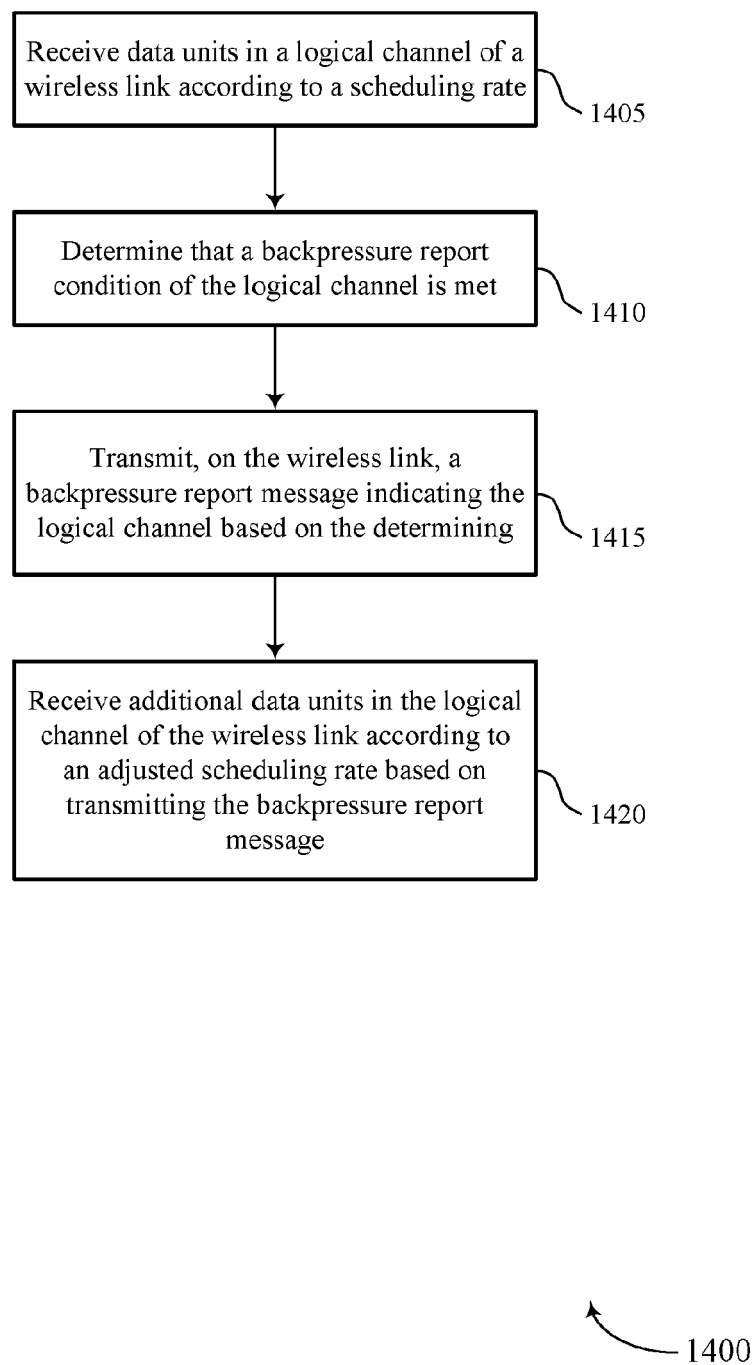 Receive data units in a logical channel of a
wireless link according to a scheduling rate
1405
Determine that a backpressure report
condition of the logical channel is met
1410
Transmit, on the wireless link, a
backpressure report message indicating the
logical channel based on the determining
1415
Receive additional data units in the logical
channel of the wireless link according to
an adjusted scheduling rate based on
transmitting the backpressure report
message
1420
1400